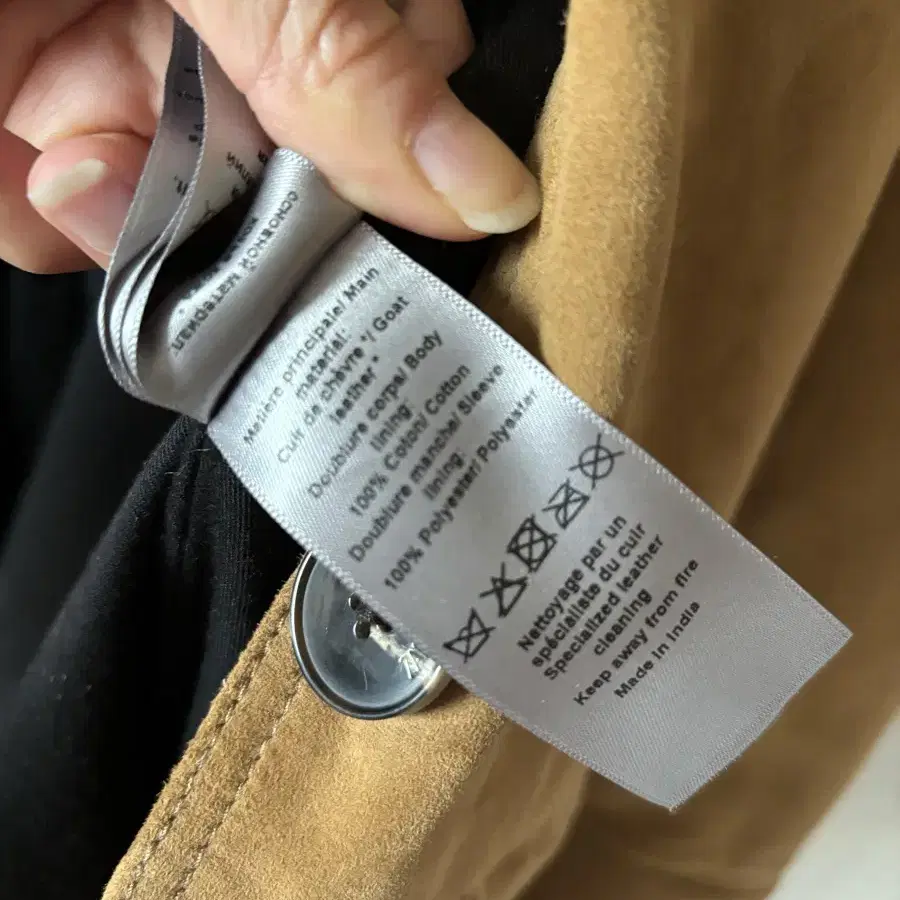 Matière principale/ Main
material:
Cuir de chèvre */ Goat
leather*
Doublure corps/ Body
lining:
100% Coton/ Cotton
Doublure manche/ Sleeve
lining:
100% Polyester/ Polyester
Nettoyage par un
spécialiste du cuir
Specialized leather
cleaning
Keep away from fire
Made in India